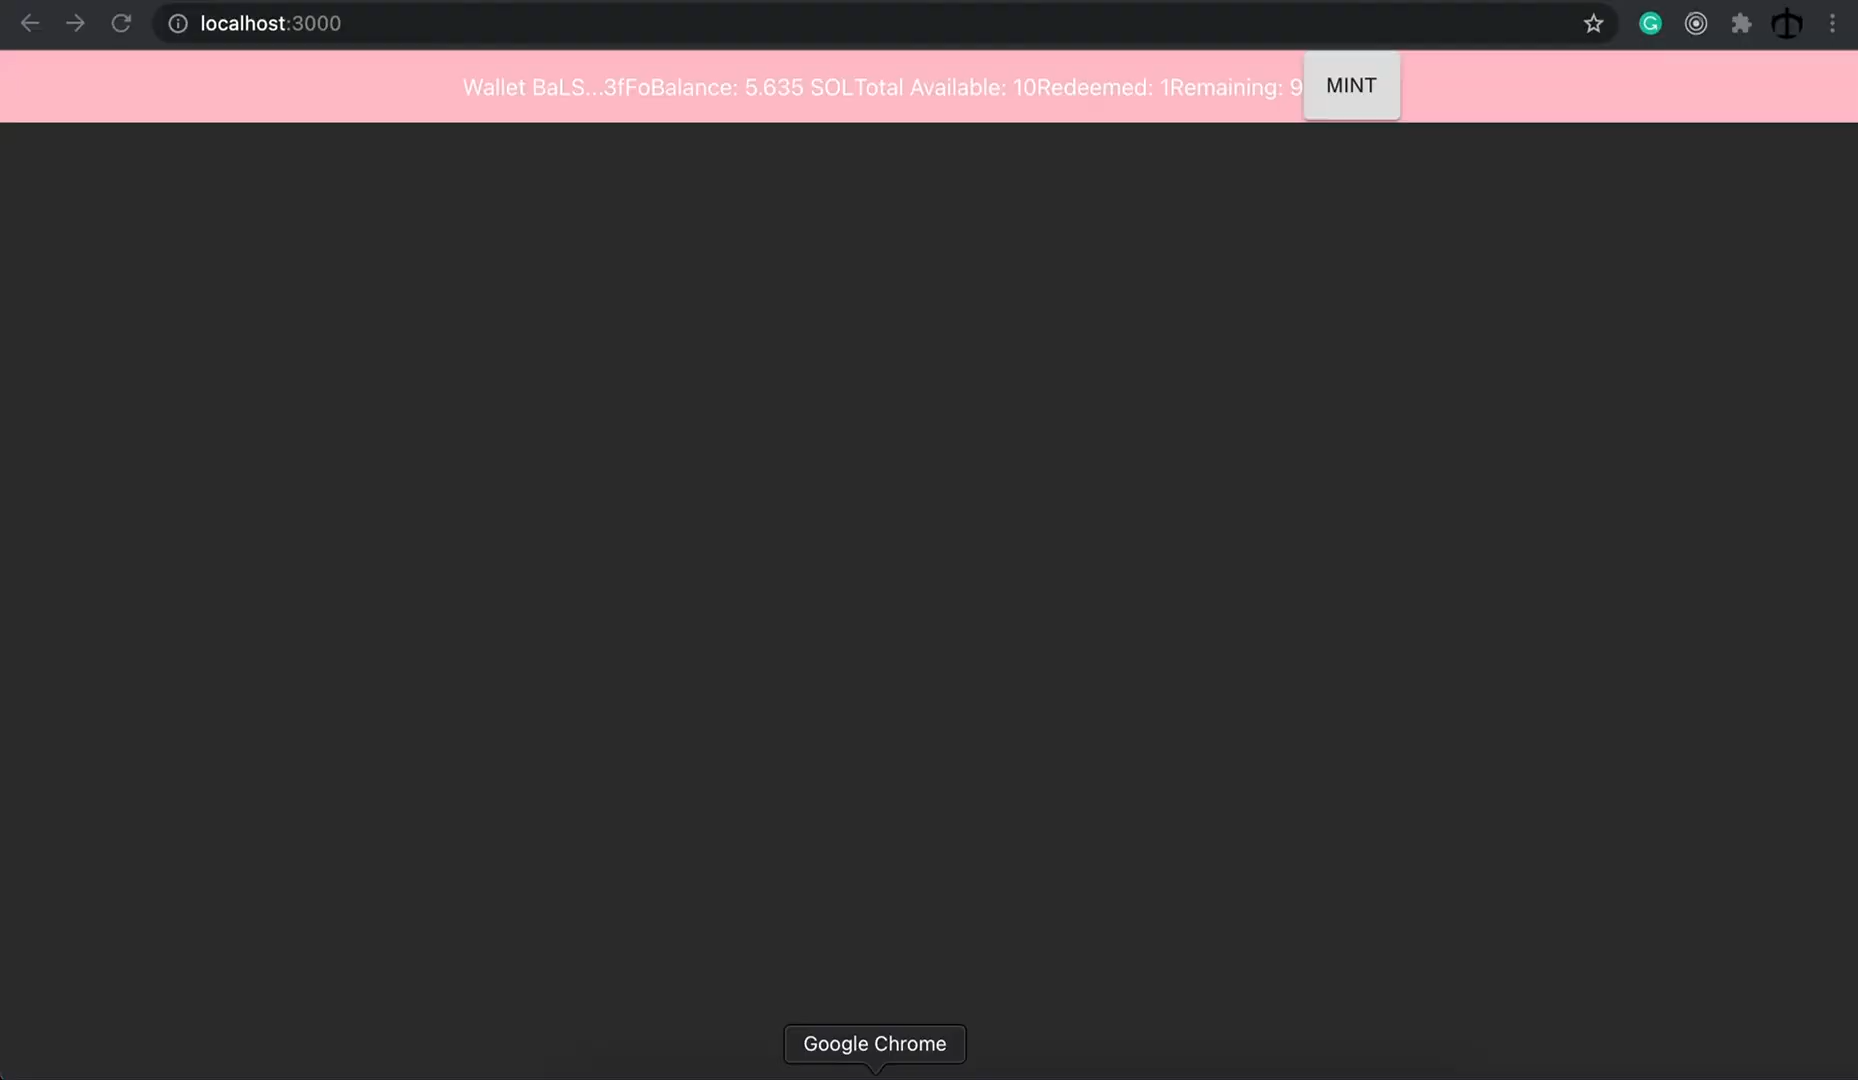 localhost:3000
Wallet BaLS...3fFoBalance: 5.635 SOLTotal Available: 10Redeemed: 1Remaining: 9
MINT
Google Chrome